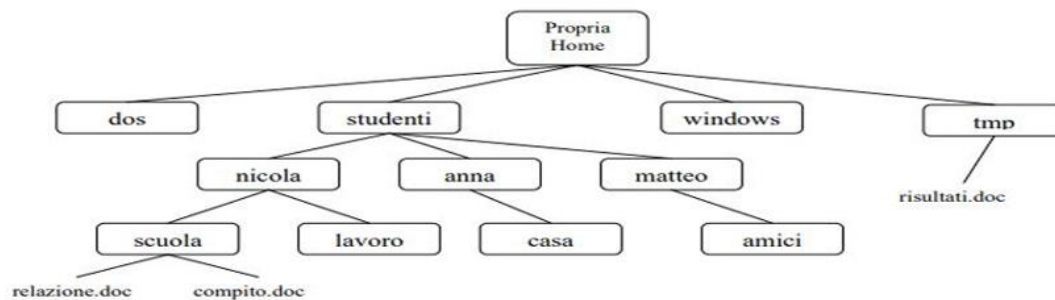 Propria
Home
dos
studenti
windows
tmp
nicola
anna
matteo
risultati.doc
scuola
lavoro
casa
amici
relazione.doc
compito.doc